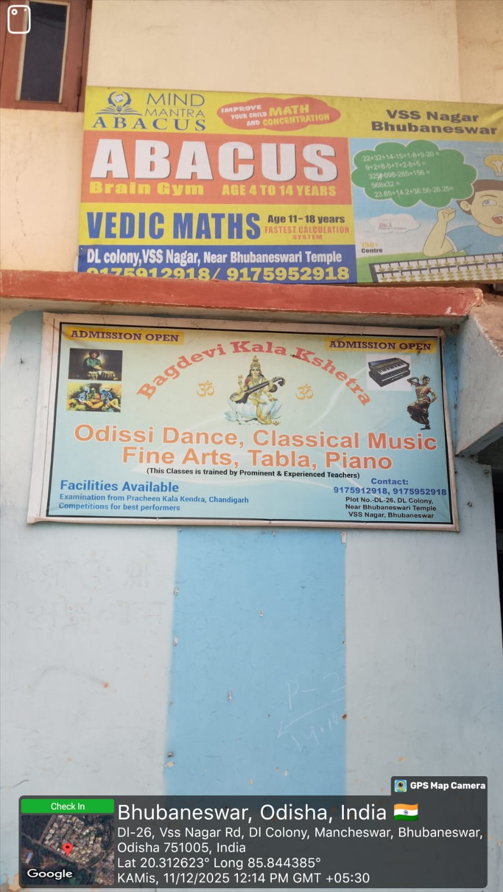 MIND
MANTRA
ABACUS
IMPROVE
YOUR CHILD MATH
AND CONCENTRATION
VSS Nagar
Bhubaneswar
ABACUS
Brain Gym AGE 4 TO 14 YEARS
VEDIC MATHS
Age 11- 18 years
FASTEST CALCULATION
SYSTEM
Centre
DL colony,VSS Nagar, Near Bhubaneswari Temple
9175912918/ 9175952918
ADMISSION OPEN
ADMISSION OPEN
Bagdevi Kala Kshetra
ॐ ॐ
Odissi Dance, Classical Music
Fine Arts, Tabla, Piano
(This Classes is trained by Prominent & Experienced Teachers)
Facilities Available
Examination from Pracheen Kala Kendra, Chandigarh
Competitions for best performers
Contact:
9175912918, 9175952918
Plot No.-DL-26, DL Colony,
Near Bhubaneswari Temple
VSS Nagar, Bhubaneswar
P-2
GPS Map Camera
Check In
Google
Bhubaneswar, Odisha, India
Dl-26, Vss Nagar Rd, Dl Colony, Mancheswar, Bhubaneswar,
Odisha 751005, India
Lat 20.312623° Long 85.844385°
KAMis, 11/12/2025 12:14 PM GMT +05:30